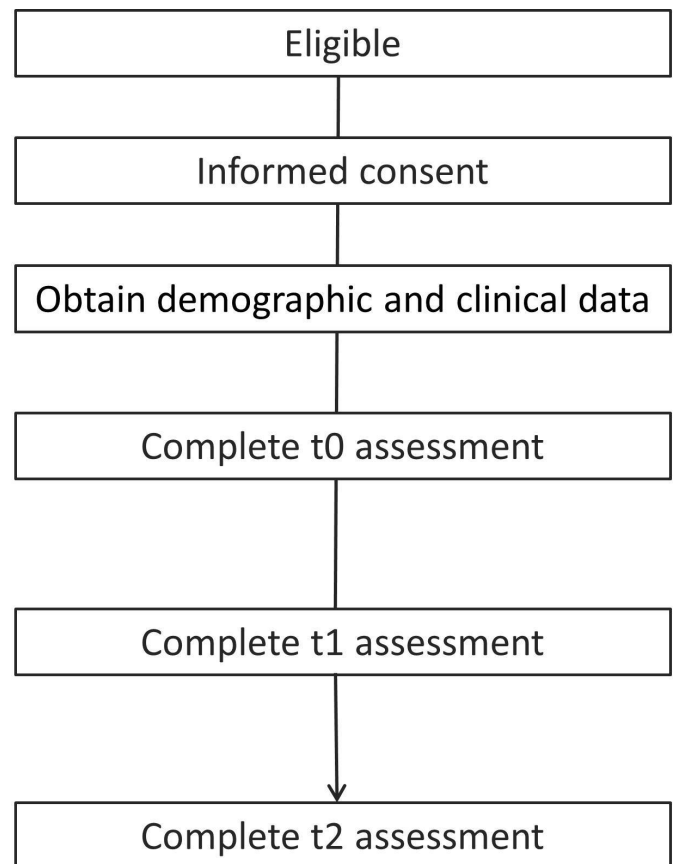 Eligible
Informed consent
Obtain demographic and clinical data
Complete t0 assessment
Complete t1 assessment
Complete t2 assessment